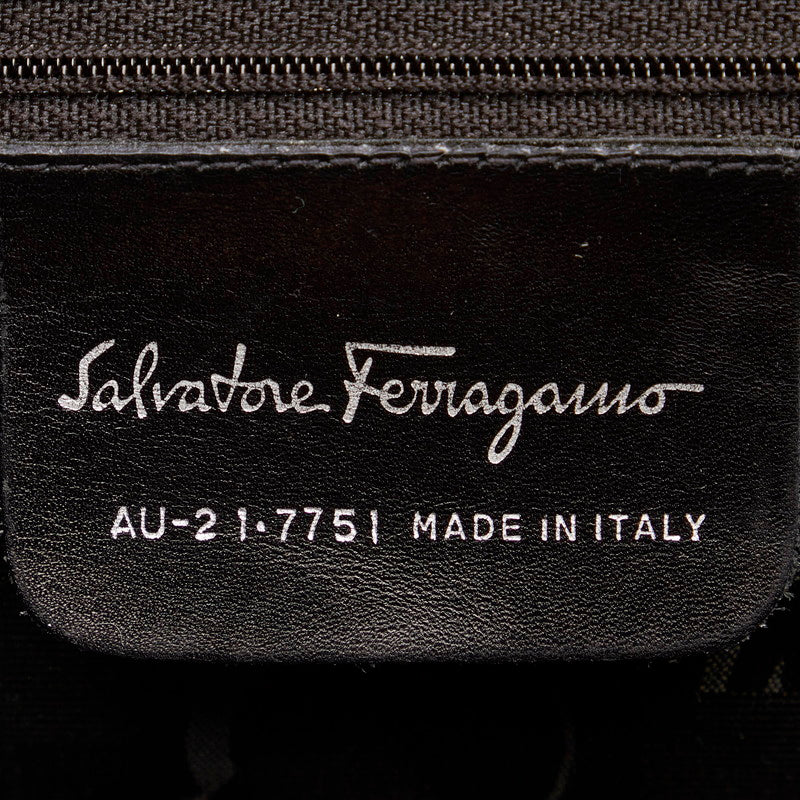 Salvatore Ferragamo
AU-21·7751 MADE IN ITALY